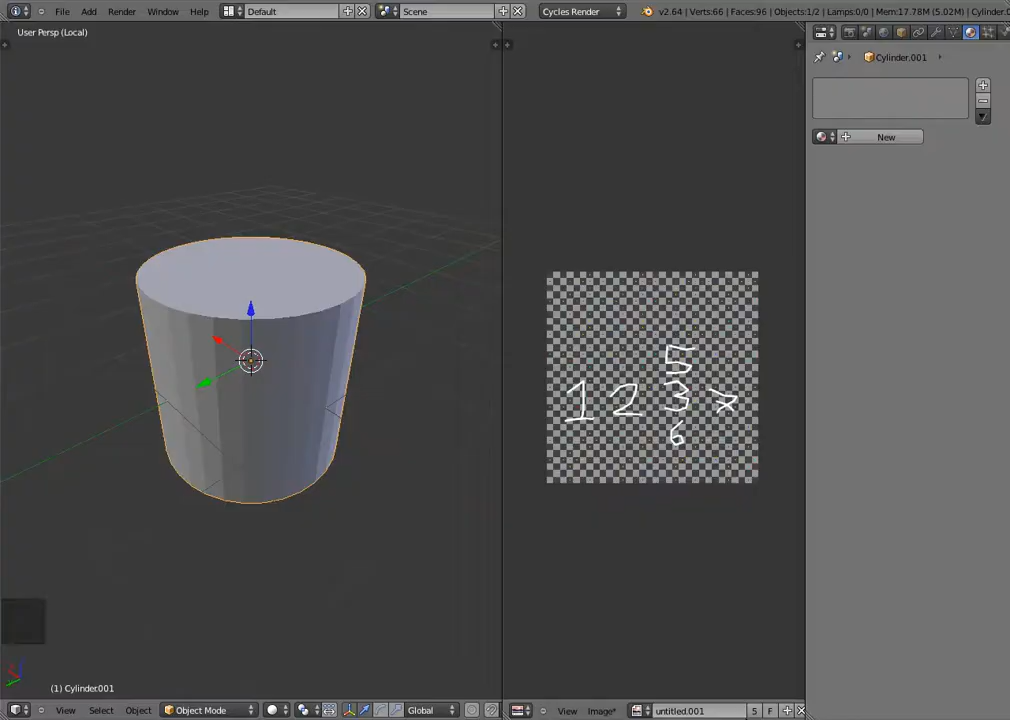 File Add Render Window Help Default Scene Cycles Render v2.64 | Verts:66 | Faces:96 | Objects:1/2 | Lamps:0/0 | Mem:17.78M (5.02M) | Cylinder.0
User Persp (Local)
Cylinder.001
New
5
1 2 3
6
(1) Cylinder.001
View Select Object Object Mode Global
View Image* untitled.001 5 F